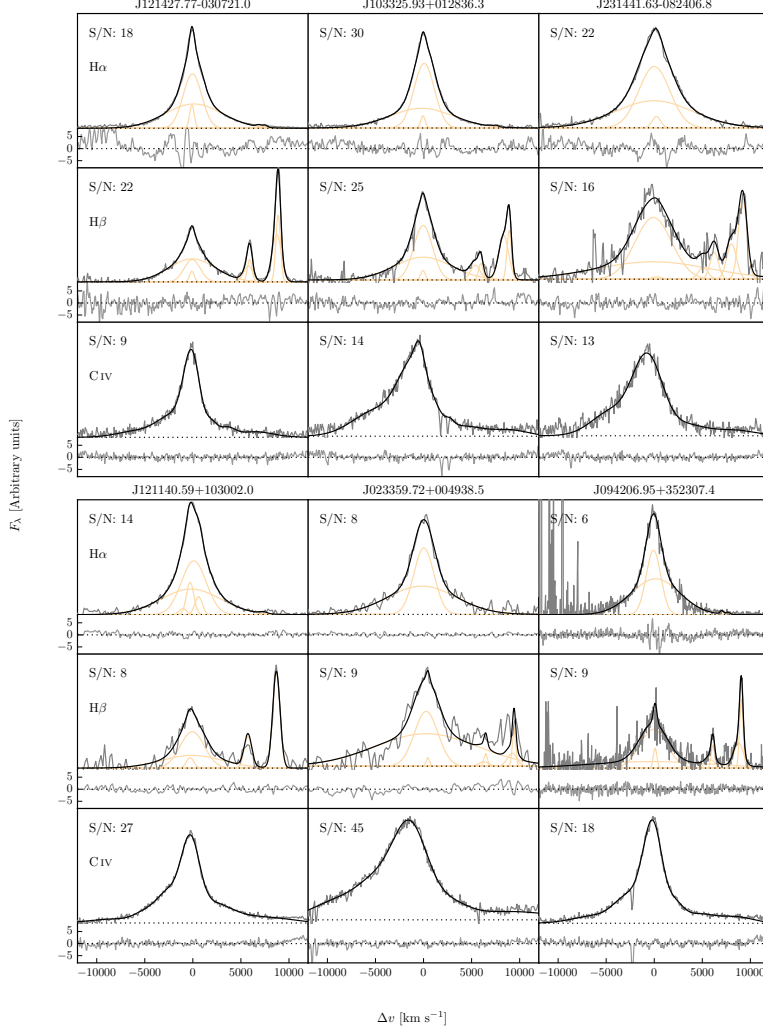 J121427.77-030721.0 J103325.93+012836.3 J231441.63-082406.8
S/N: 18 S/N: 30 S/N: 22
Hα
5
0
−5
S/N: 22 S/N: 25 S/N: 16
Hβ
5
0
−5
S/N: 9 S/N: 14 S/N: 13
C IV
5
0
−5
Fλ [Arbitrary units]
J121140.59+103002.0 J023359.72+004938.5 J094206.95+352307.4
S/N: 14 S/N: 8 S/N: 6
Hα
5
0
−5
S/N: 8 S/N: 9 S/N: 9
Hβ
5
0
−5
S/N: 27 S/N: 45 S/N: 18
C IV
5
0
−5
−10000 −5000 0 5000 10000 −10000 −5000 0 5000 10000 −10000 −5000 0 5000 10000
Δv [km s⁻¹]